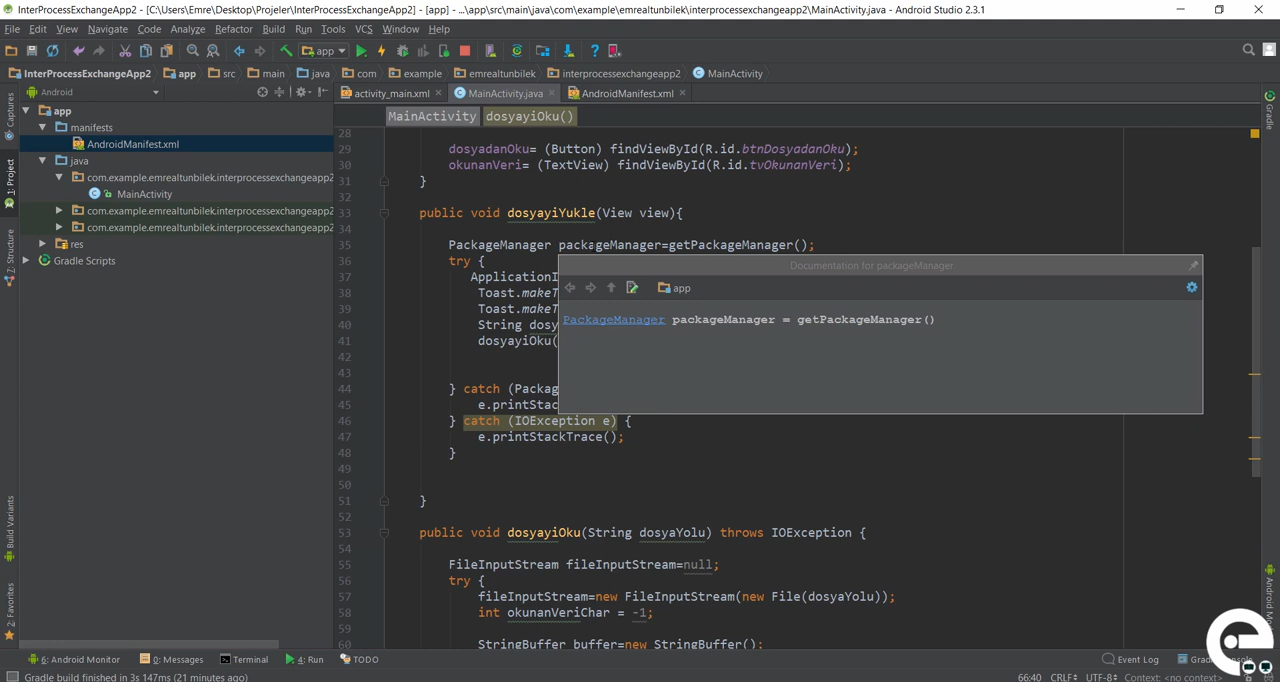 InterProcessExchangeApp2 - [C:\Users\Emre\Desktop\Projeler\InterProcessExchangeApp2] - [app] - ...\app\src\main\java\com\example\emrealtunbilek\interprocessexchangeapp2\MainActivity.java - Android Studio 2.3.1
File Edit View Navigate Code Analyze Refactor Build Run Tools VCS Window Help
app
InterProcessExchangeApp2 app src main java com example emrealtunbilek interprocessexchangeapp2 MainActivity
Android
activity_main.xml MainActivity.java AndroidManifest.xml
MainActivity dosyayiOku()
Captures
1: Project
Z: Structure
Build Variants
2: Favorites
app
manifests
AndroidManifest.xml
java
com.example.emrealtunbilek.interprocessexchangeapp2
MainActivity
com.example.emrealtunbilek.interprocessexchangeapp2
com.example.emrealtunbilek.interprocessexchangeapp2
res
Gradle Scripts
28
29 dosyadanOku= (Button) findViewById(R.id.btnDosyadanOku);
30 okunanVeri= (TextView) findViewById(R.id.tvOkunanVeri);
31 }
32
33 public void dosyayiYukle(View view){
34
35 PackageManager packageManager=getPackageManager();
36 try {
37 ApplicationI
38 Toast.makeT
39 Toast.makeT
40 String dosy
41 dosyayiOku(
42
43
44 } catch (Packag
45 e.printStac
46 } catch (IOException e) {
47 e.printStackTrace();
48 }
49
50
51 }
52
53 public void dosyayiOku(String dosyaYolu) throws IOException {
54
55 FileInputStream fileInputStream=null;
56 try {
57 fileInputStream=new FileInputStream(new File(dosyaYolu));
58 int okunanVeriChar = -1;
59
60 StringBuffer buffer=new StringBuffer();
Documentation for packageManager
app
PackageManager packageManager = getPackageManager()
Gradle
6: Android Monitor 0: Messages Terminal 4: Run TODO
Event Log
Gradle build finished in 3s 147ms (21 minutes ago)
66:40 CRLF UTF-8 Context: <no context>